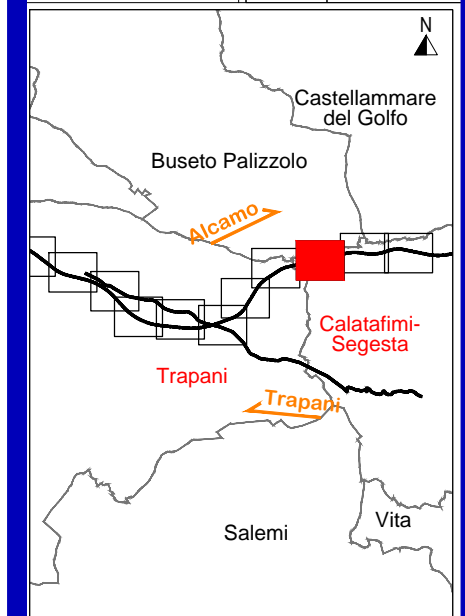 N
Castellammare
del Golfo
Buseto Palizzolo
Alcamo
Calatafimi-
Segesta
Trapani
Trapani
Salemi
Vita